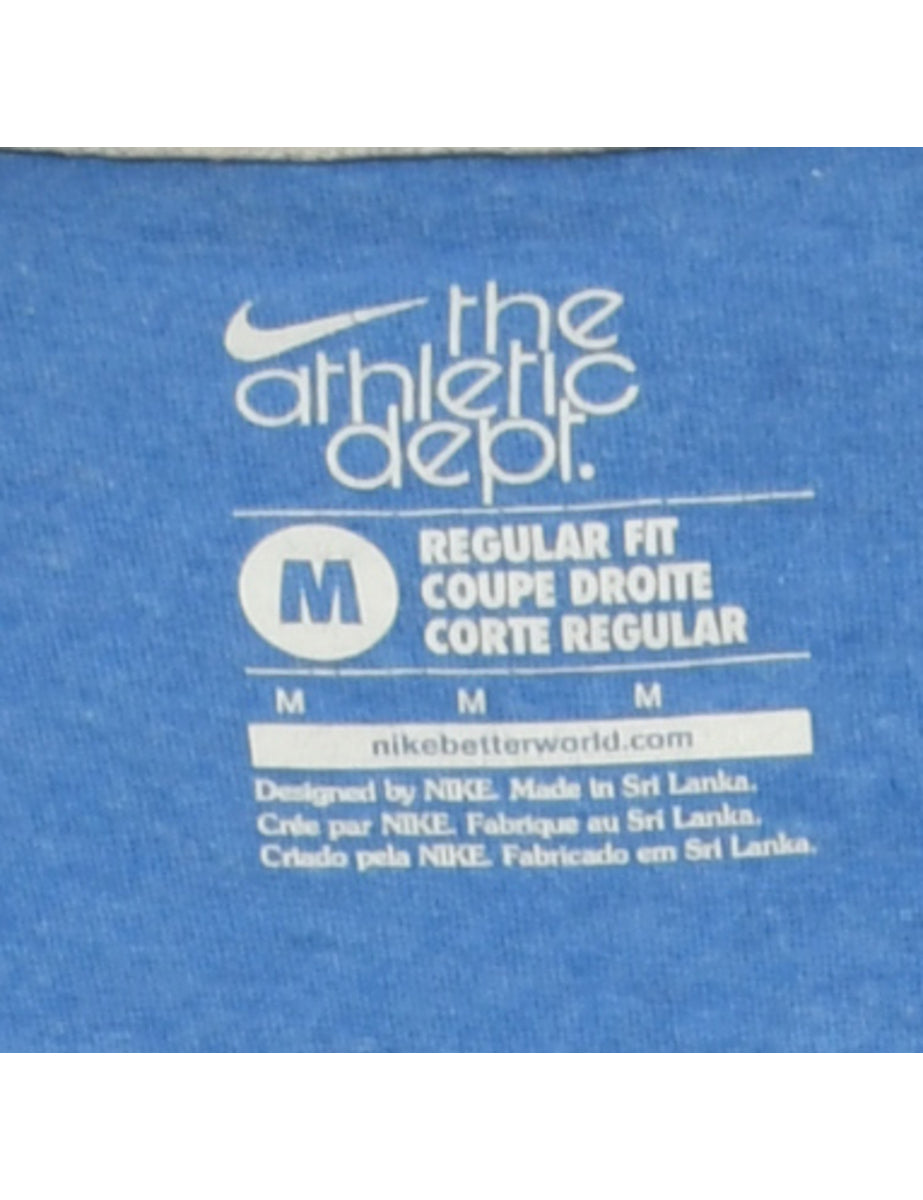 the
athletic
dept.
M
REGULAR FIT
COUPE DROITE
CORTE REGULAR
M M M
nikebetterworld.com
Designed by NIKE. Made in Sri Lanka.
Crée par NIKE. Fabrique au Sri Lanka.
Criado pela NIKE. Fabricado em Sri Lanka.